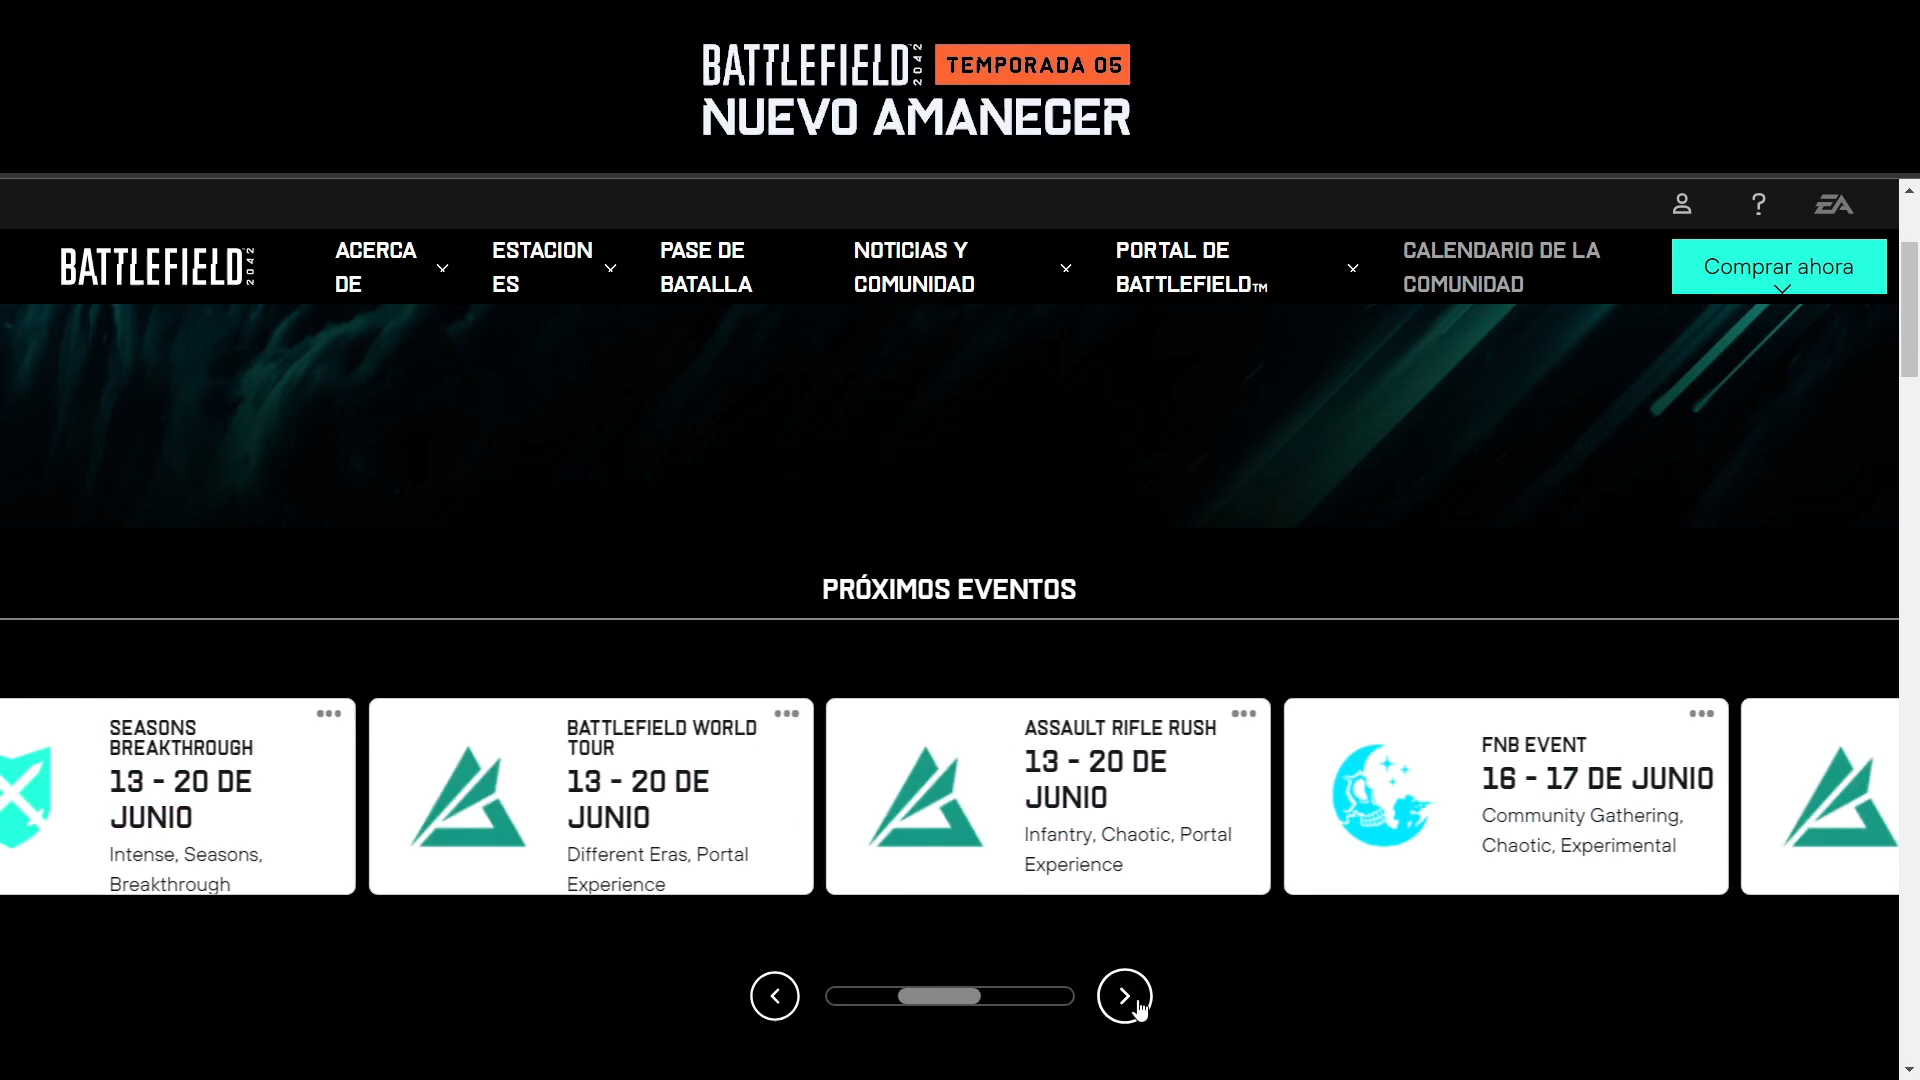 BATTLEFIELD 2042 TEMPORADA 05
NUEVO AMANECER
? EA
BATTLEFIELD™ 2042
ACERCA
DE
ESTACION
ES
PASE DE
BATALLA
NOTICIAS Y
COMUNIDAD
PORTAL DE
BATTLEFIELD™
CALENDARIO DE LA
COMUNIDAD
Comprar ahora
PRÓXIMOS EVENTOS
SEASONS
BREAKTHROUGH
13 - 20 DE
JUNIO
Intense, Seasons,
Breakthrough
BATTLEFIELD WORLD
TOUR
13 - 20 DE
JUNIO
Different Eras, Portal
Experience
ASSAULT RIFLE RUSH
13 - 20 DE
JUNIO
Infantry, Chaotic, Portal
Experience
FNB EVENT
16 - 17 DE JUNIO
Community Gathering,
Chaotic, Experimental